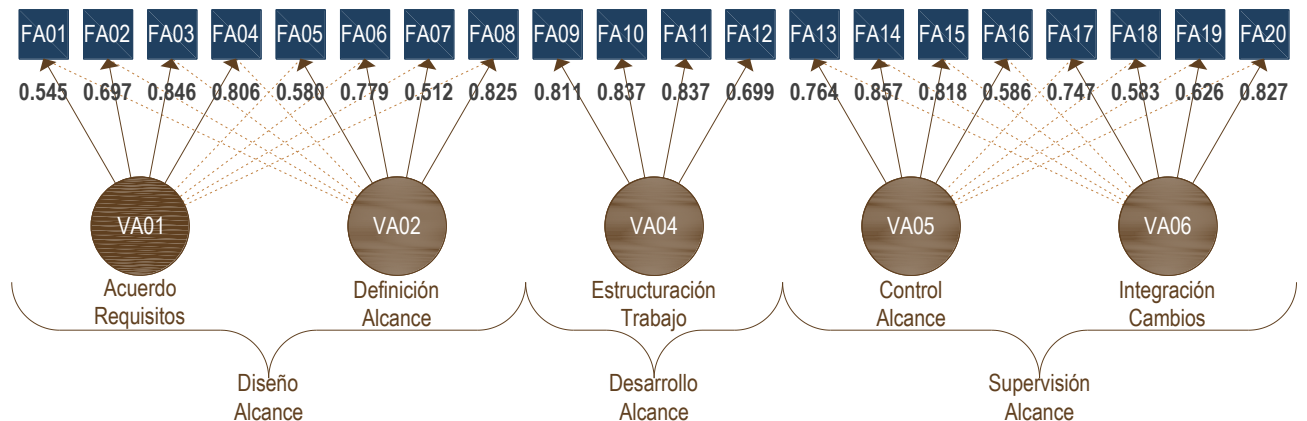 FA01 FA02 FA03 FA04 FA05 FA06 FA07 FA08 FA09 FA10 FA11 FA12 FA13 FA14 FA15 FA16 FA17 FA18 FA19 FA20
0.545 0.697 0.846 0.806 0.580 0.779 0.512 0.825 0.811 0.837 0.837 0.699 0.764 0.857 0.818 0.586 0.747 0.583 0.626 0.827
VA01 VA02 VA04 VA05 VA06
Acuerdo Definición Estructuración Control Integración
Requisitos Alcance Trabajo Alcance Cambios
Diseño Desarrollo Supervisión
Alcance Alcance Alcance